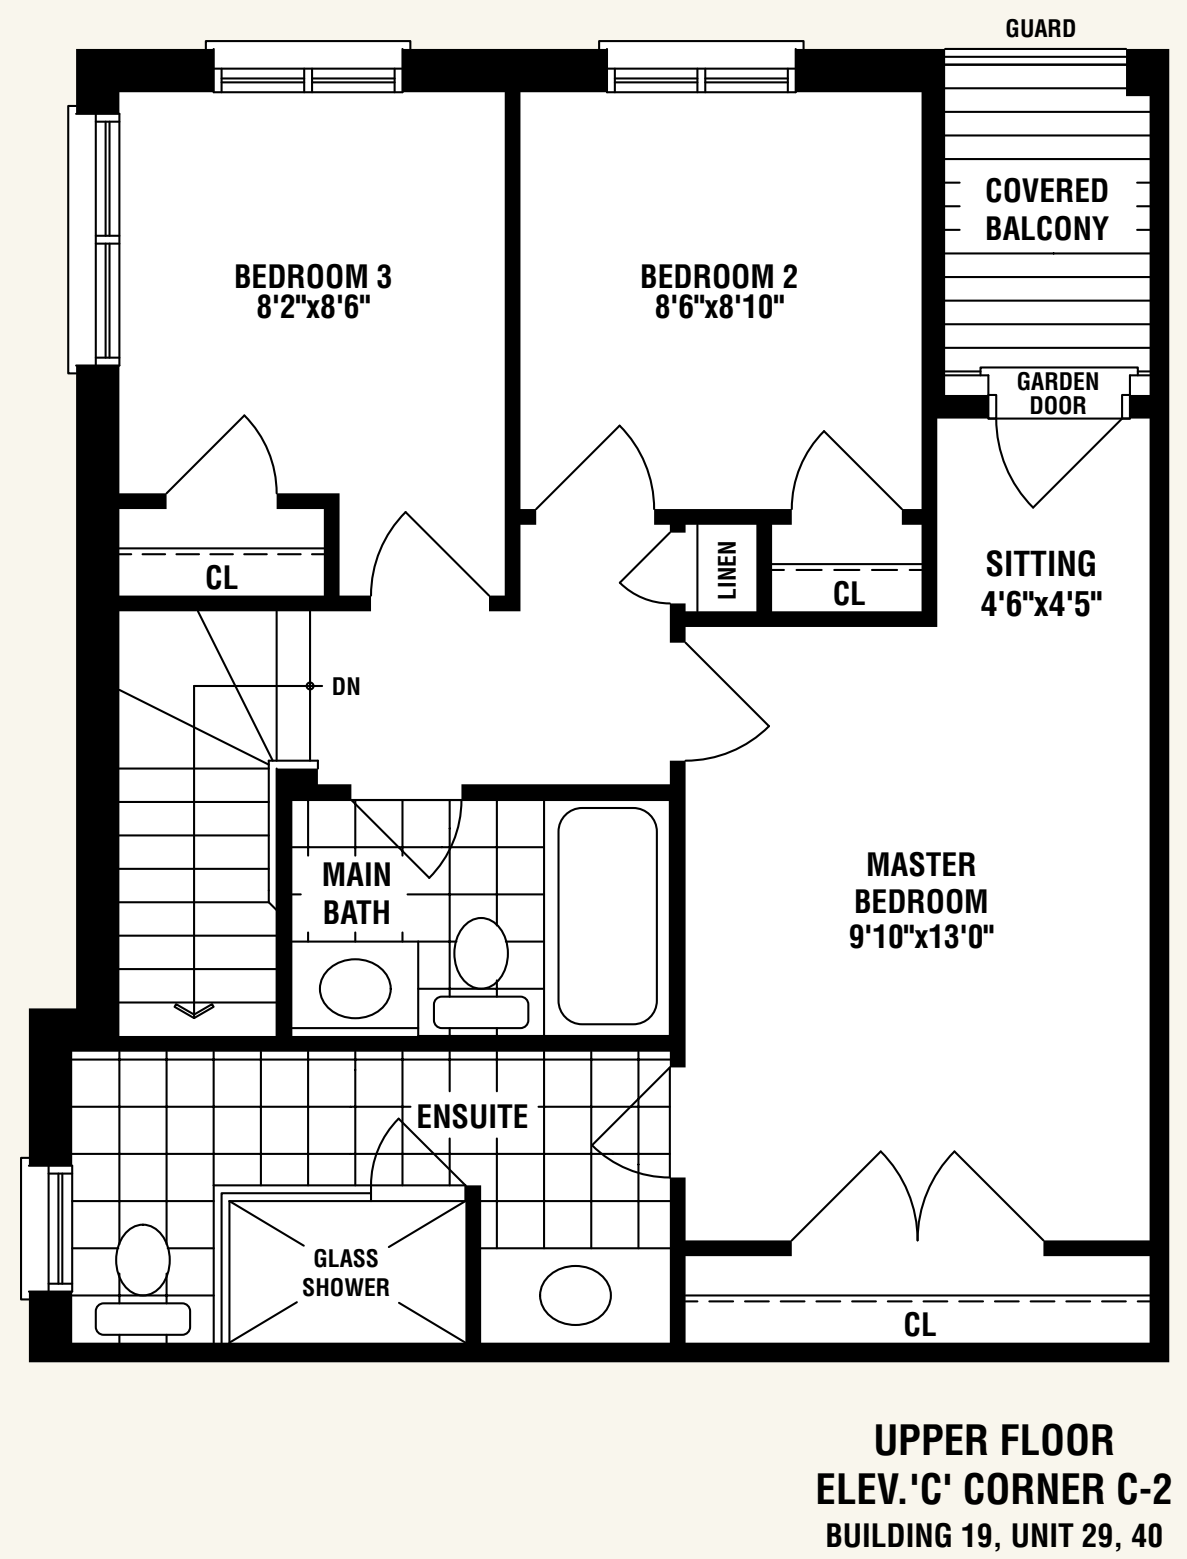 GUARD
COVERED
BALCONY
BEDROOM 3
8'2"x8'6"
BEDROOM 2
8'6"x8'10"
GARDEN
DOOR
CL
LINEN
CL
SITTING
4'6"x4'5"
DN
MAIN
BATH
MASTER
BEDROOM
9'10"x13'0"
ENSUITE
GLASS
SHOWER
CL
UPPER FLOOR
ELEV.'C' CORNER C-2
BUILDING 19, UNIT 29, 40